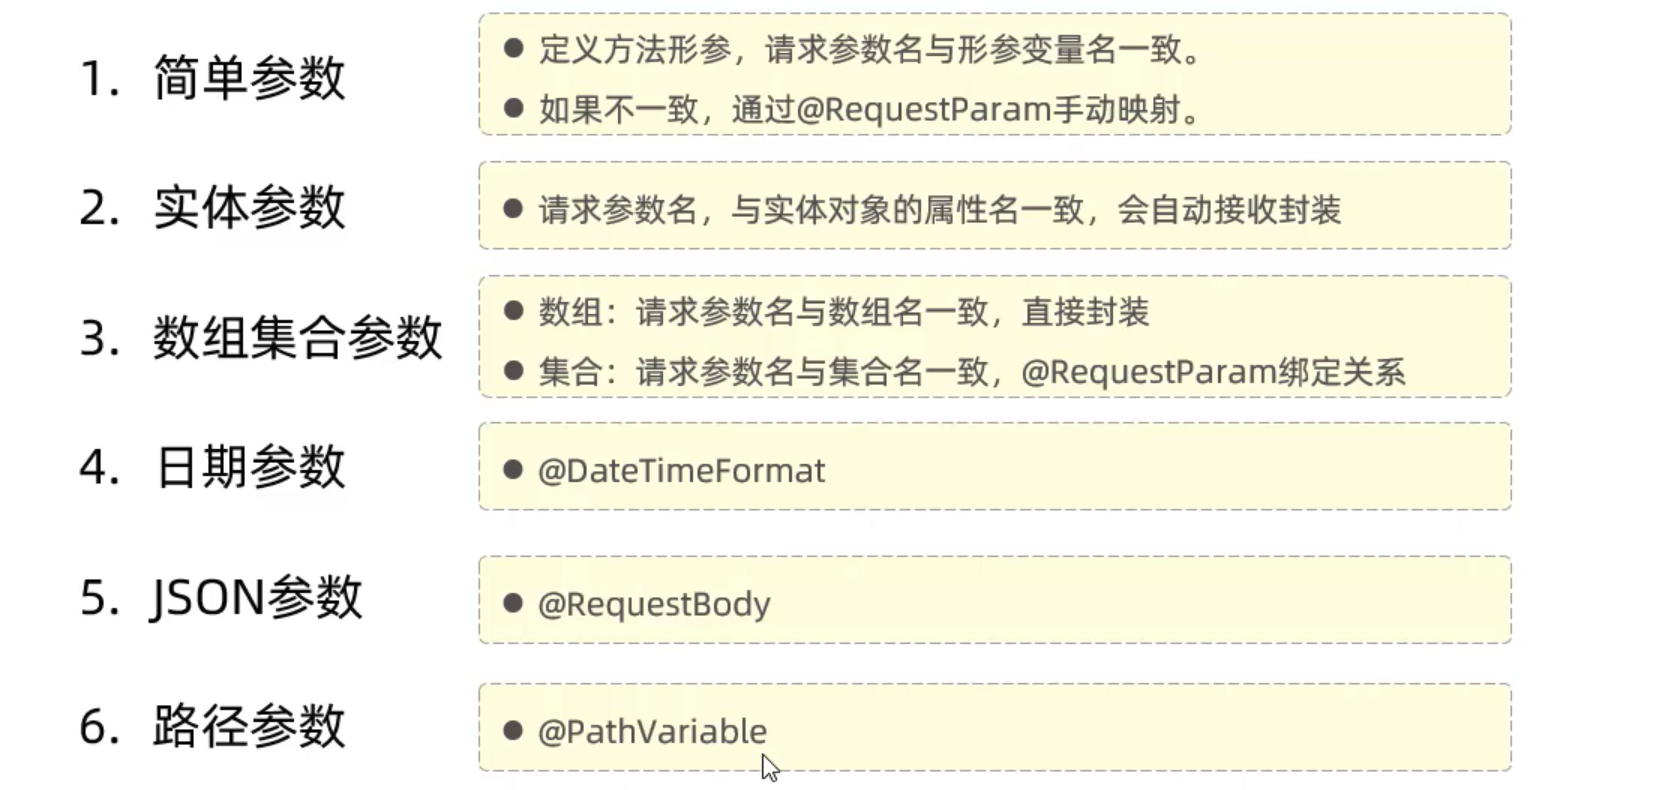 1. 简单参数
● 定义方法形参，请求参数名与形参变量名一致。
● 如果不一致，通过@RequestParam手动映射。
2. 实体参数
● 请求参数名，与实体对象的属性名一致，会自动接收封装
3. 数组集合参数
● 数组：请求参数名与数组名一致，直接封装
● 集合：请求参数名与集合名一致，@RequestParam绑定关系
4. 日期参数
● @DateTimeFormat
5. JSON参数
● @RequestBody
6. 路径参数
● @PathVariable